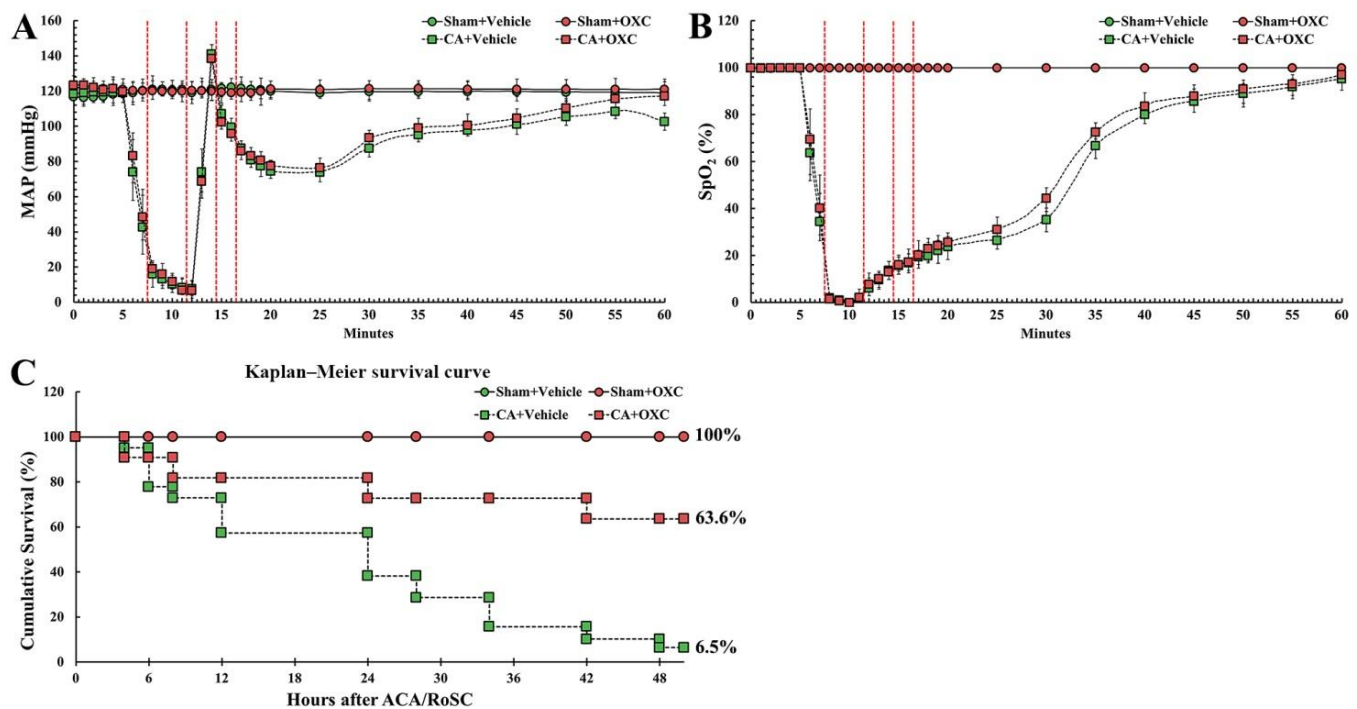 A
MAP (mmHg)
160
140
120
100
80
60
40
20
0
0 5 10 15 20 25 30 35 40 45 50 55 60
Minutes
Sham+Vehicle Sham+OXC
CA+Vehicle CA+OXC
B
SpO2 (%)
120
100
80
60
40
20
0
0 5 10 15 20 25 30 35 40 45 50 55 60
Minutes
Sham+Vehicle Sham+OXC
CA+Vehicle CA+OXC
C
Kaplan–Meier survival curve
Sham+Vehicle Sham+OXC
CA+Vehicle CA+OXC
Cumulative Survival (%)
120
100
80
60
40
20
0
100%
63.6%
6.5%
0 6 12 18 24 30 36 42 48
Hours after ACA/RoSC